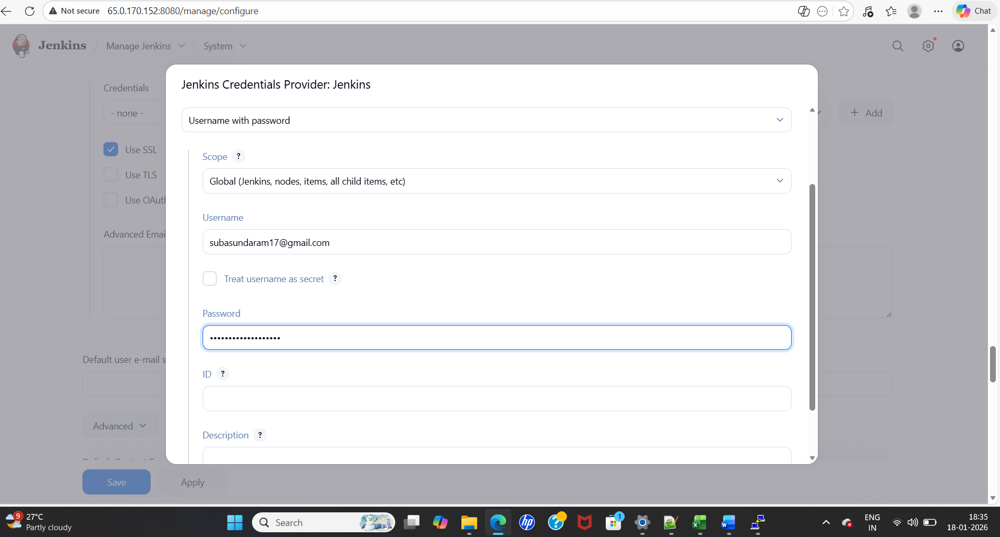 Not secure 65.0.170.152:8080/manage/configure
Chat
Jenkins / Manage Jenkins / System
Credentials
- none -
+ Add
Use SSL
Use TLS
Use OAuth
Advanced Emai
Default user e-mail s
Advanced
Save
Apply
Jenkins Credentials Provider: Jenkins
Username with password
Scope ?
Global (Jenkins, nodes, items, all child items, etc)
Username
subasundaram17@gmail.com
Treat username as secret ?
Password
•••••••••••••••••••
ID ?
Description ?
9
27°C
Partly cloudy
Search
hp
1
ENG
IN
18:35
18-01-2026